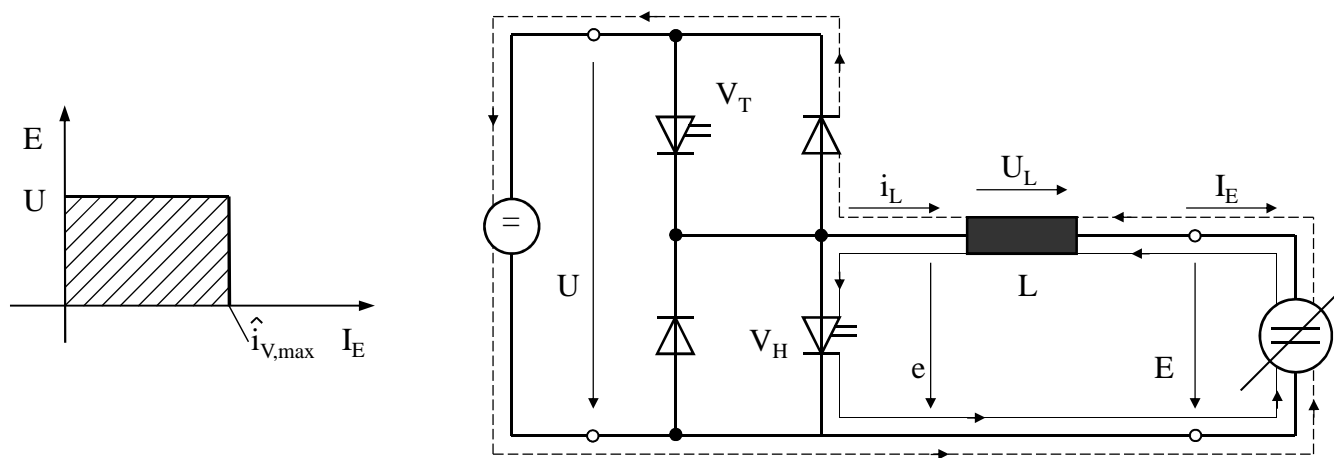 E
U
î_V,max
I_E
=
U
V_T
V_H
i_L
U_L
I_E
L
e
E
=